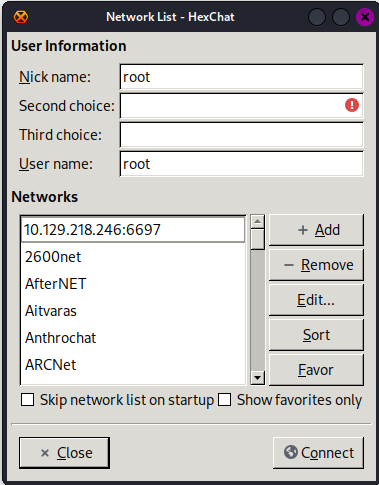 Network List - HexChat
User Information
Nick name: root
Second choice:
Third choice:
User name: root
Networks
10.129.218.246:6697
2600net
AfterNET
Aitvaras
Anthrochat
ARCNet
+ Add
− Remove
Edit...
Sort
Favor
Skip network list on startup Show favorites only
× Close Connect